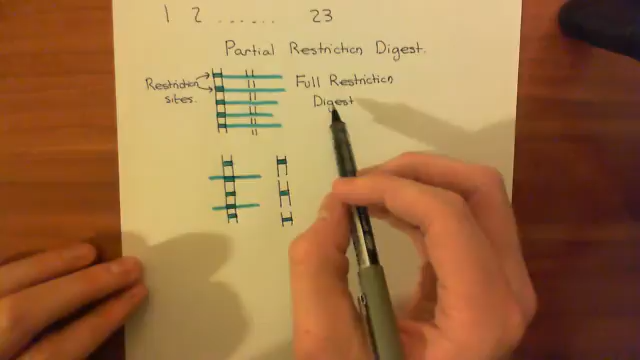 1 2 ...... 23
Partial Restriction Digest.
Restriction
sites.
Full Restriction
Digest